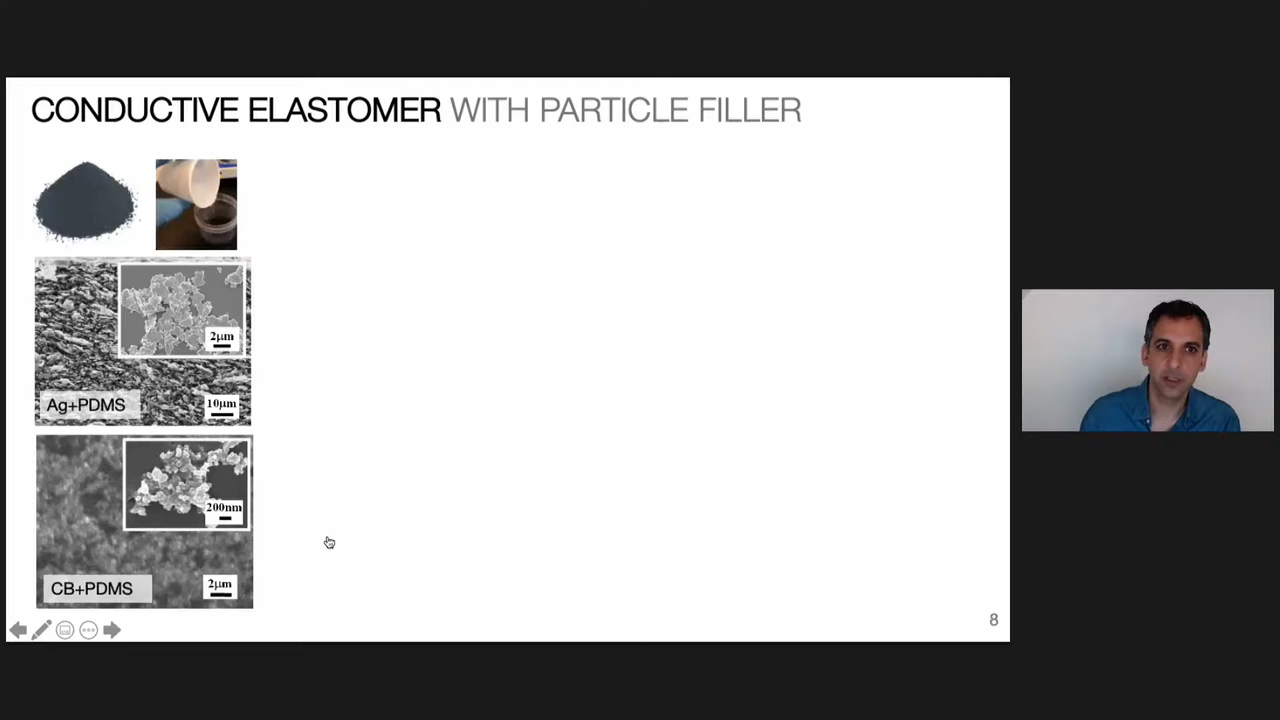 CONDUCTIVE ELASTOMER WITH PARTICLE FILLER
2μm
Ag+PDMS
10μm
200nm
CB+PDMS
2μm
8